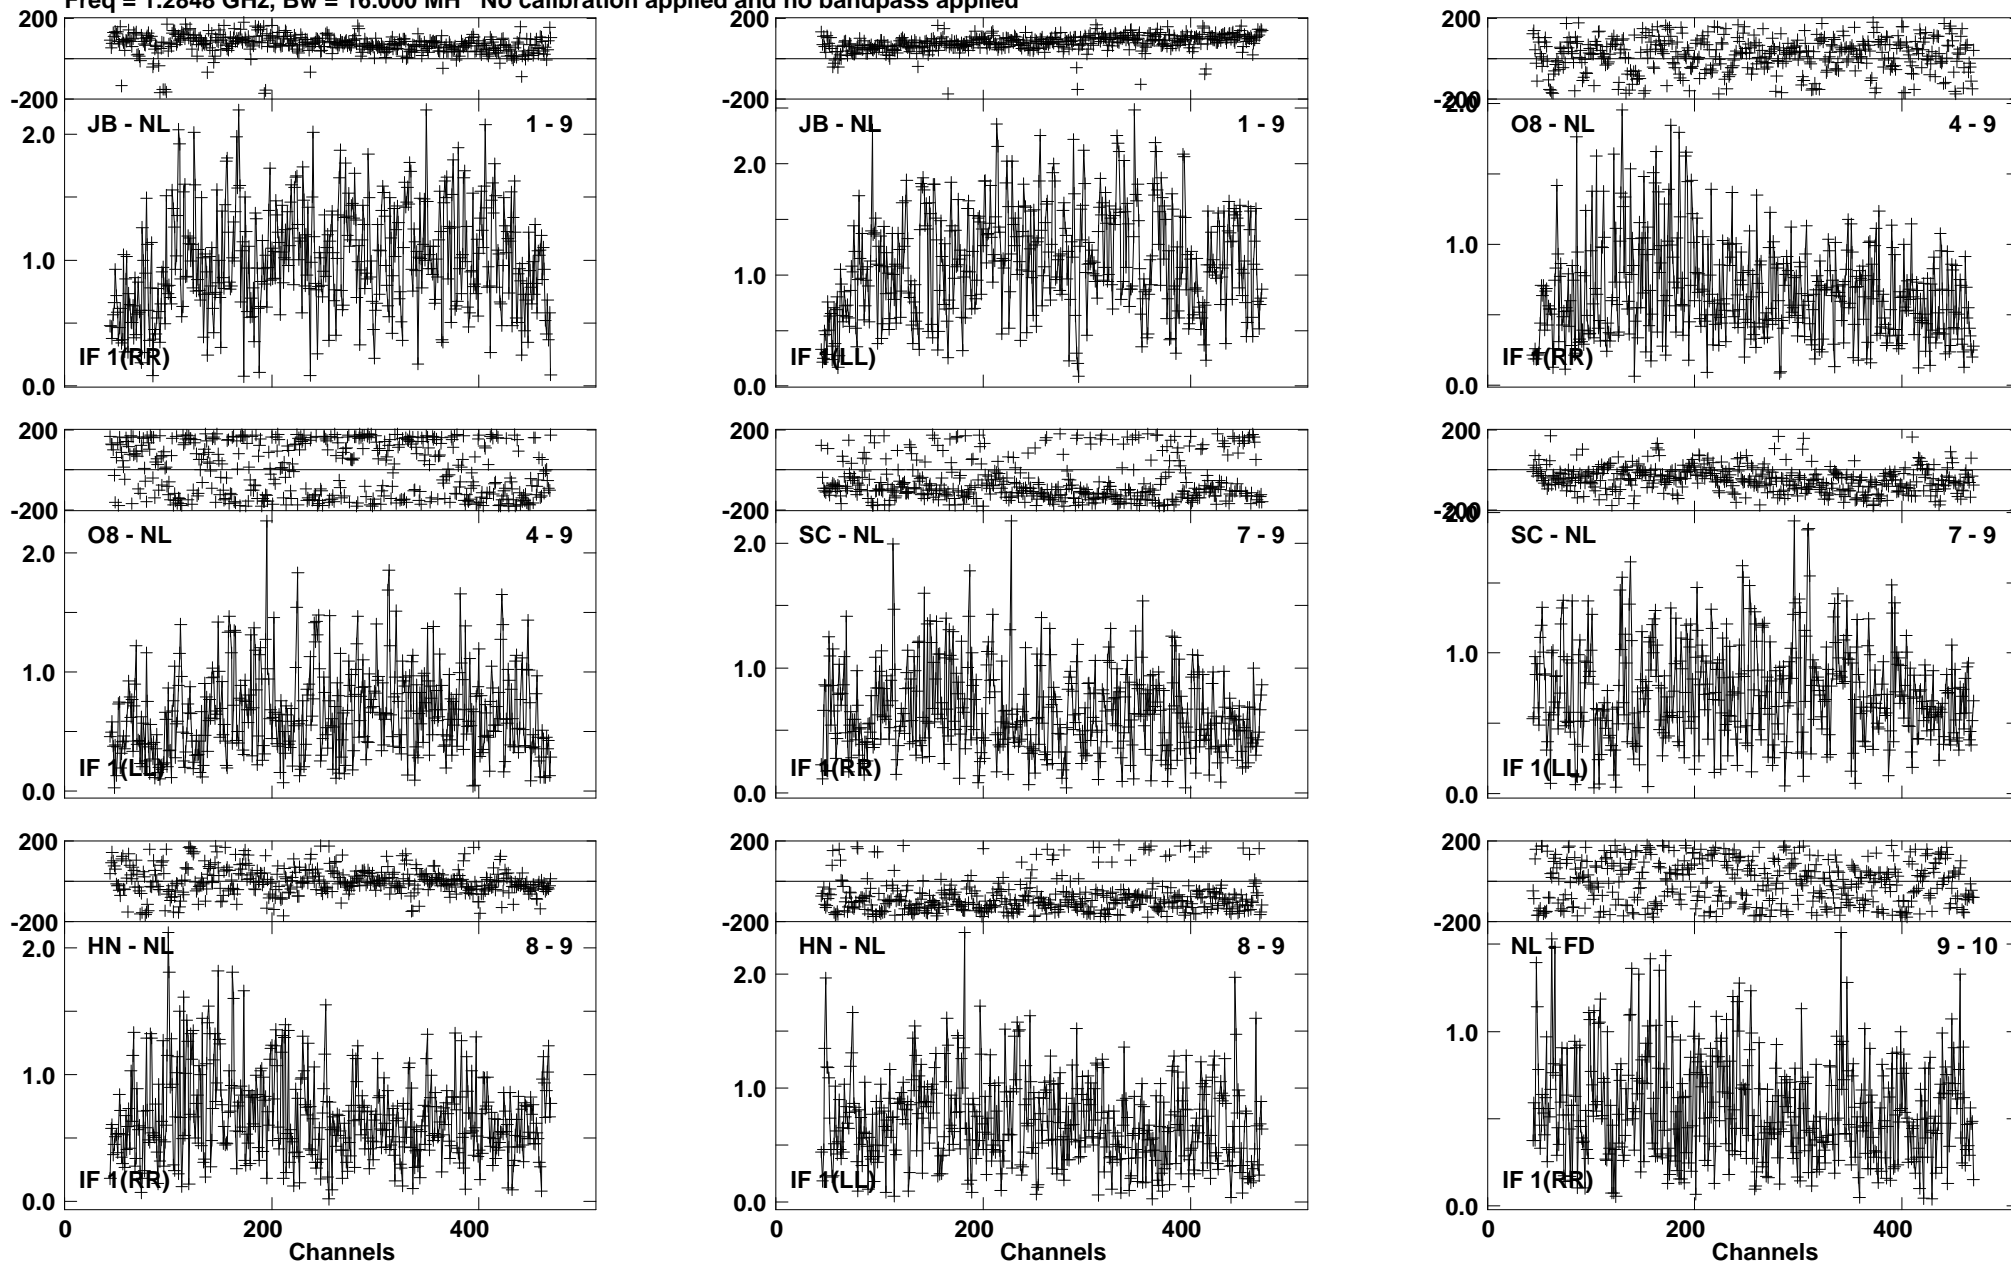 Freq = 1.2848 GHz, Bw = 16.000 MH No calibration applied and no bandpass applied
200
-200
JB - NL 1 - 9
2.0
1.0
0.0
IF 1(RR)
200
-200
JB - NL 1 - 9
2.0
1.0
0.0
IF 1(LL)
200
-200
2.0
O8 - NL 4 - 9
1.0
0.0
IF 1(RR)
200
-200
O8 - NL 4 - 9
2.0
1.0
0.0
IF 1(LL)
200
-200
SC - NL 7 - 9
2.0
1.0
0.0
IF 1(RR)
200
-200
2.0
SC - NL 7 - 9
1.0
0.0
IF 1(LL)
200
-200
HN - NL 8 - 9
2.0
1.0
0.0
IF 1(RR)
0 200 400
Channels
200
-200
HN - NL 8 - 9
2.0
1.0
0.0
IF 1(LL)
200 400
Channels
200
-200
NL - FD 9 - 10
1.0
0.0
IF 1(RR)
0 200 400
Channels